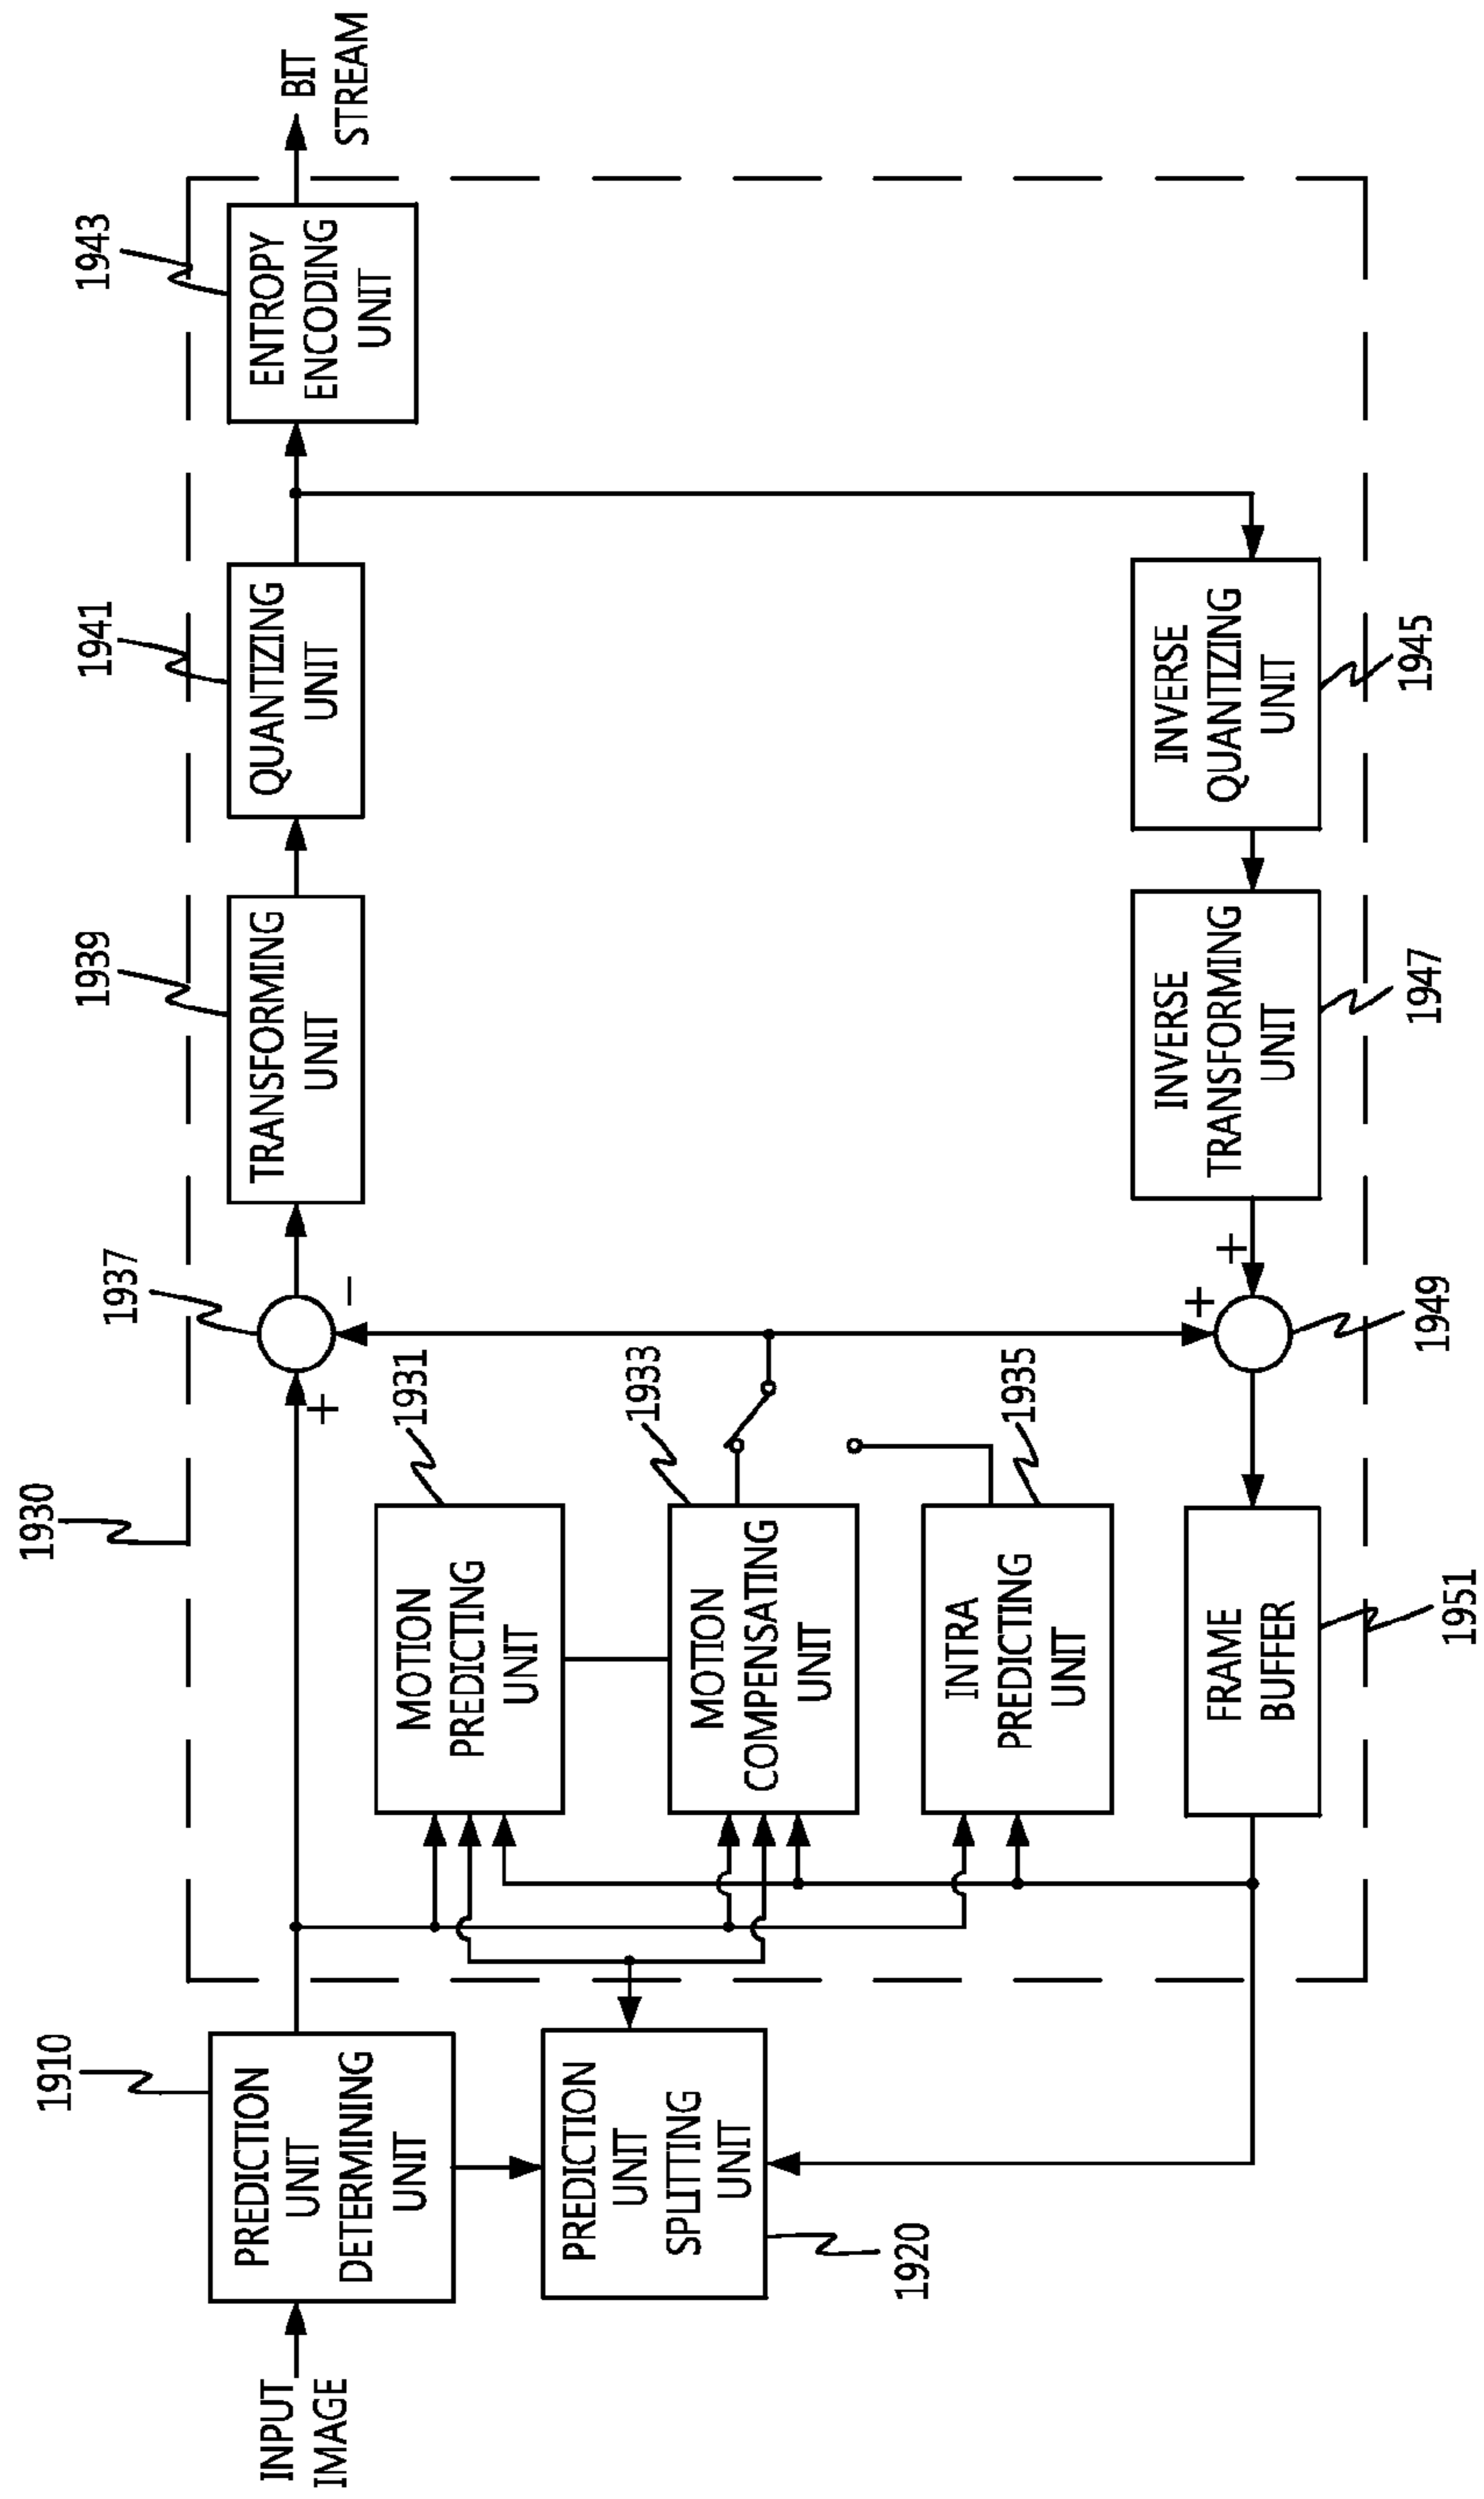 1930
INPUT
IMAGE
1910
PREDICTION
UNIT
DETERMINING
UNIT
PREDICTION
UNIT
SPLITTING
UNIT
1920
1937
+
−
1939
TRANSFORMING
UNIT
1941
QUANTIZING
UNIT
1943
ENTROPY
ENCODING
UNIT
BIT
STREAM
1931
MOTION
PREDICTING
UNIT
1933
MOTION
COMPENSATING
UNIT
1935
INTRA
PREDICTING
UNIT
FRAME
BUFFER
1951
+
+
1949
INVERSE
TRANSFORMING
UNIT
1947
INVERSE
QUANTIZING
UNIT
1945